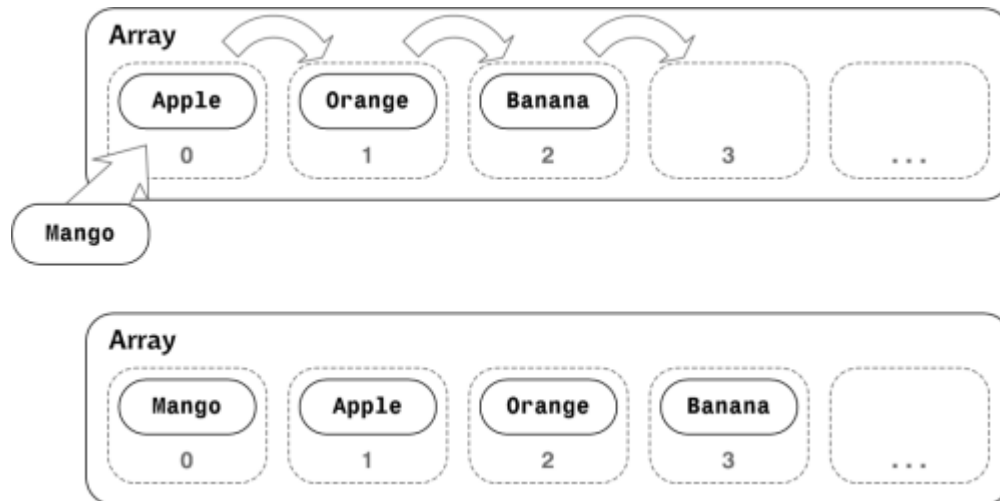 Array
Apple Orange Banana
0 1 2 3 ...
Mango
Array
Mango Apple Orange Banana
0 1 2 3 ...